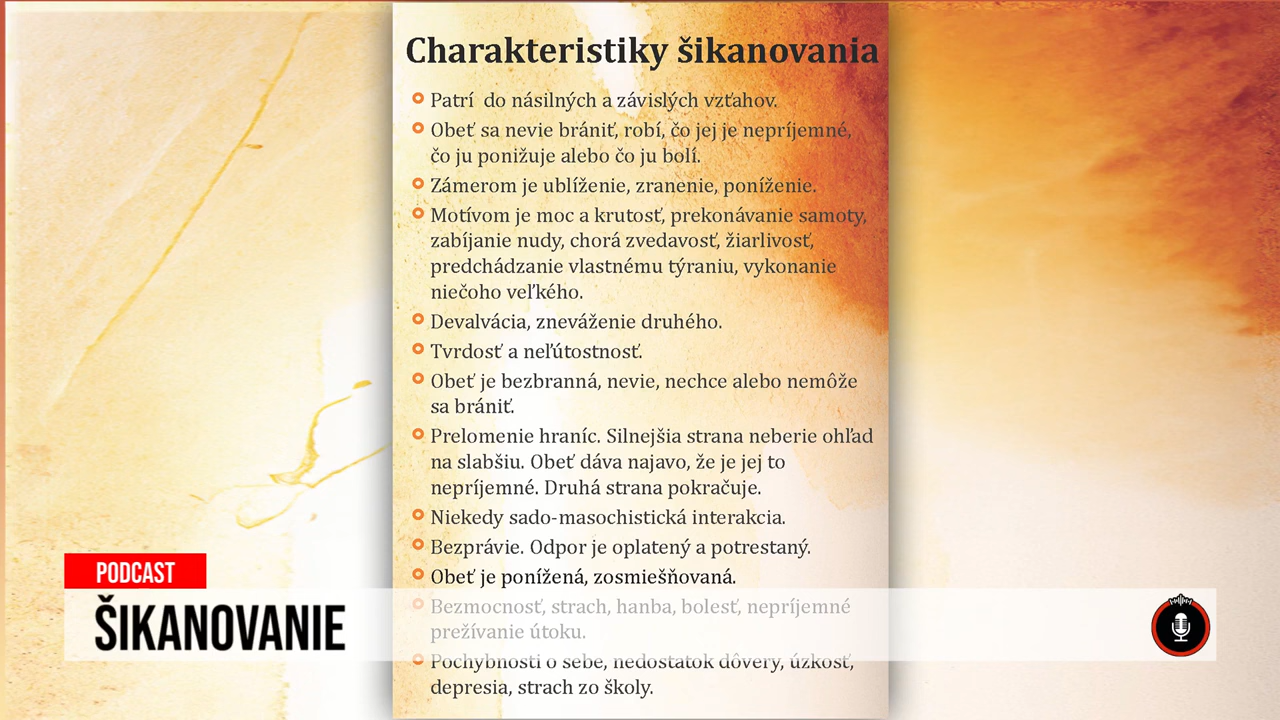 Charakteristiky šikanovania
Patrí do násilných a závislých vzťahov.
Obeť sa nevie brániť, robí, čo jej je nepríjemné,
čo ju ponižuje alebo čo ju bolí.
Zámerom je ublíženie, zranenie, poníženie.
Motívom je moc a krutosť, prekonávanie samoty,
zabíjanie nudy, chorá zvedavosť, žiarlivosť,
predchádzanie vlastnému týraniu, vykonanie
niečoho veľkého.
Devalvácia, zneváženie druhého.
Tvrdosť a neľútostnosť.
Obeť je bezbranná, nevie, nechce alebo nemôže
sa brániť.
Prelomenie hraníc. Silnejšia strana neberie ohľad
na slabšiu. Obeť dáva najavo, že je jej to
nepríjemné. Druhá strana pokračuje.
Niekedy sado-masochistická interakcia.
Bezprávie. Odpor je oplatený a potrestaný.
Obeť je ponížená, zosmiešňovaná.
Bezmocnosť, strach, hanba, bolesť, nepríjemné
prežívanie útoku.
Pochybnosti o sebe, nedostatok dôvery, úzkosť,
depresia, strach zo školy.
PODCAST
ŠIKANOVANIE